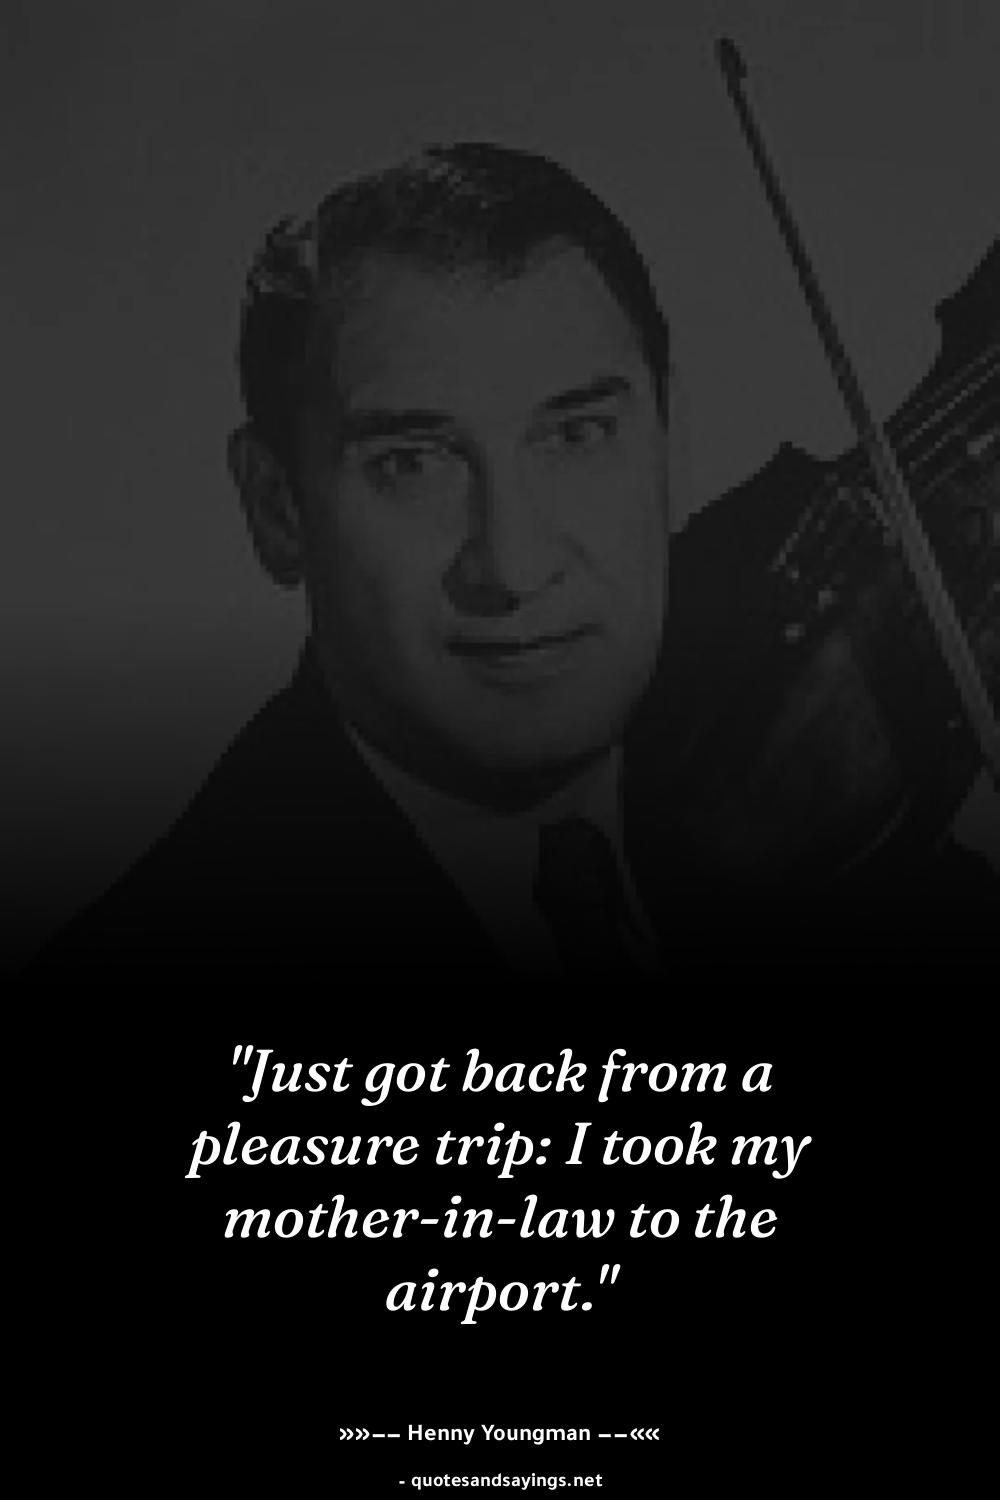 "Just got back from a
pleasure trip: I took my
mother-in-law to the
airport."
»»−− Henny Youngman −−««
- quotesandsayings.net